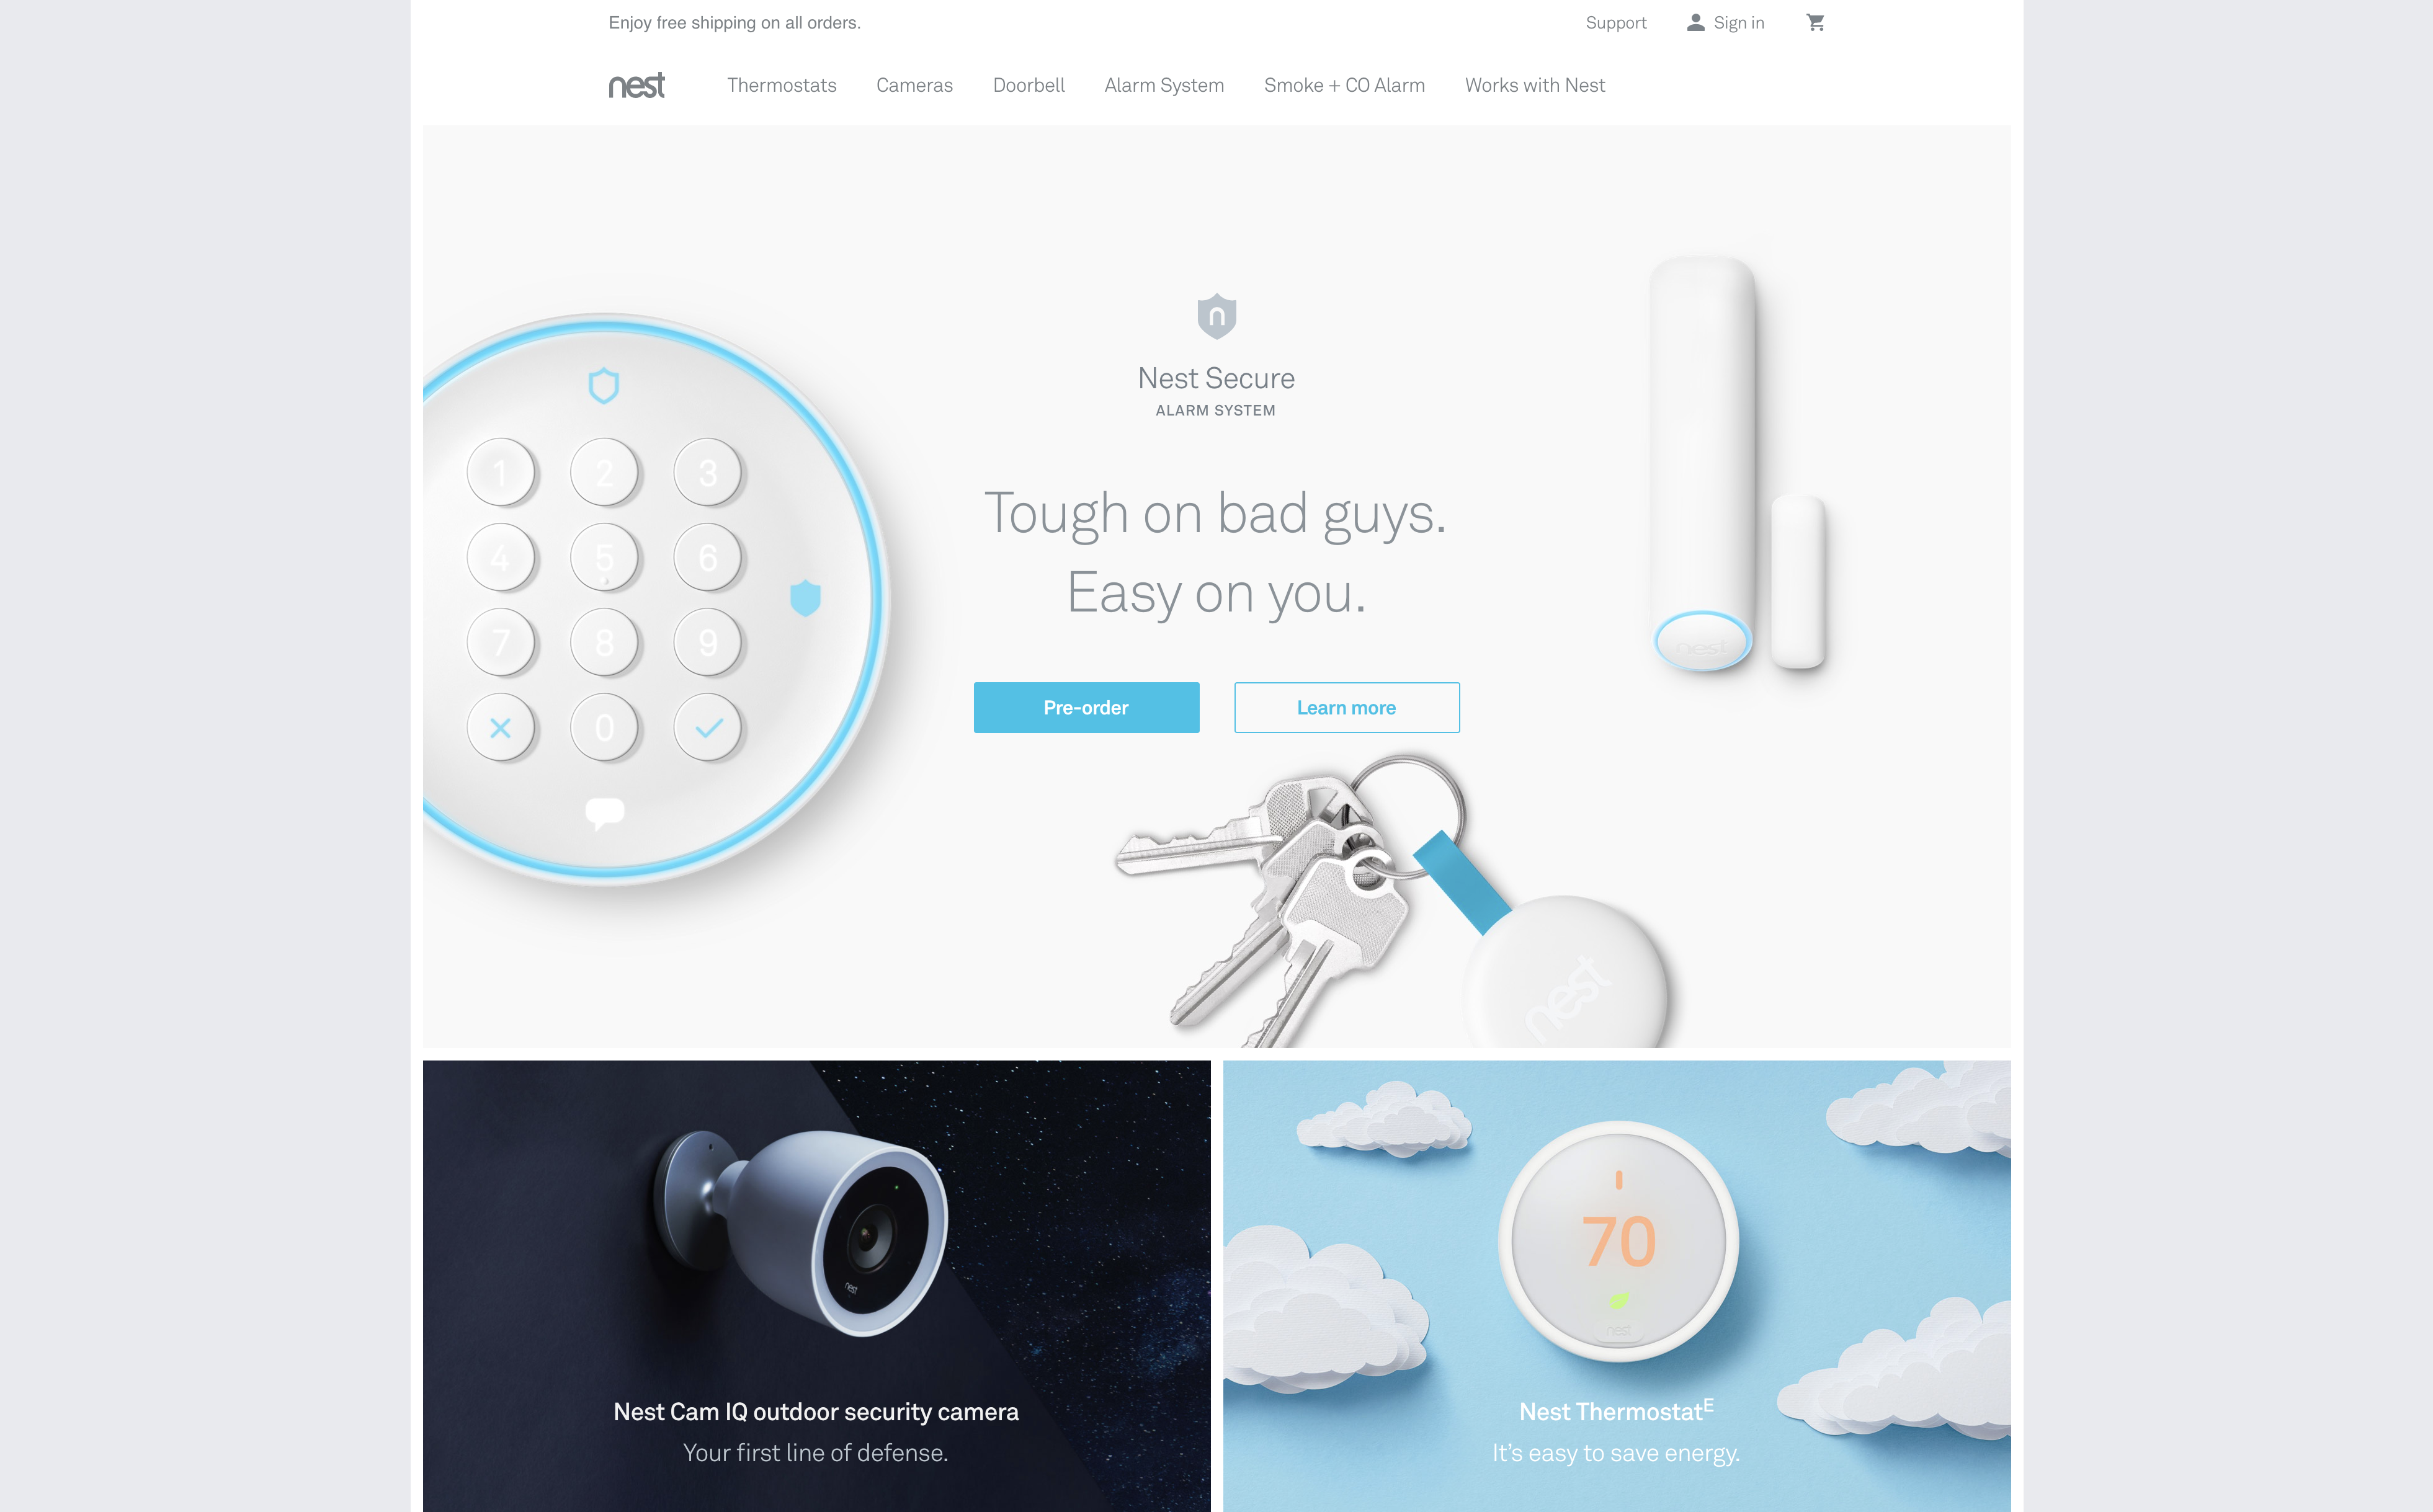 Enjoy free shipping on all orders.
Support
Sign in
nest
Thermostats
Cameras
Doorbell
Alarm System
Smoke + CO Alarm
Works with Nest
n
Nest Secure
ALARM SYSTEM
Tough on bad guys.
Easy on you.
Pre-order
Learn more
1 2 3
4 5 6
7 8 9
0
nest
nest
nest
Nest Cam IQ outdoor security camera
Your first line of defense.
70
nest
Nest Thermostat E
It's easy to save energy.